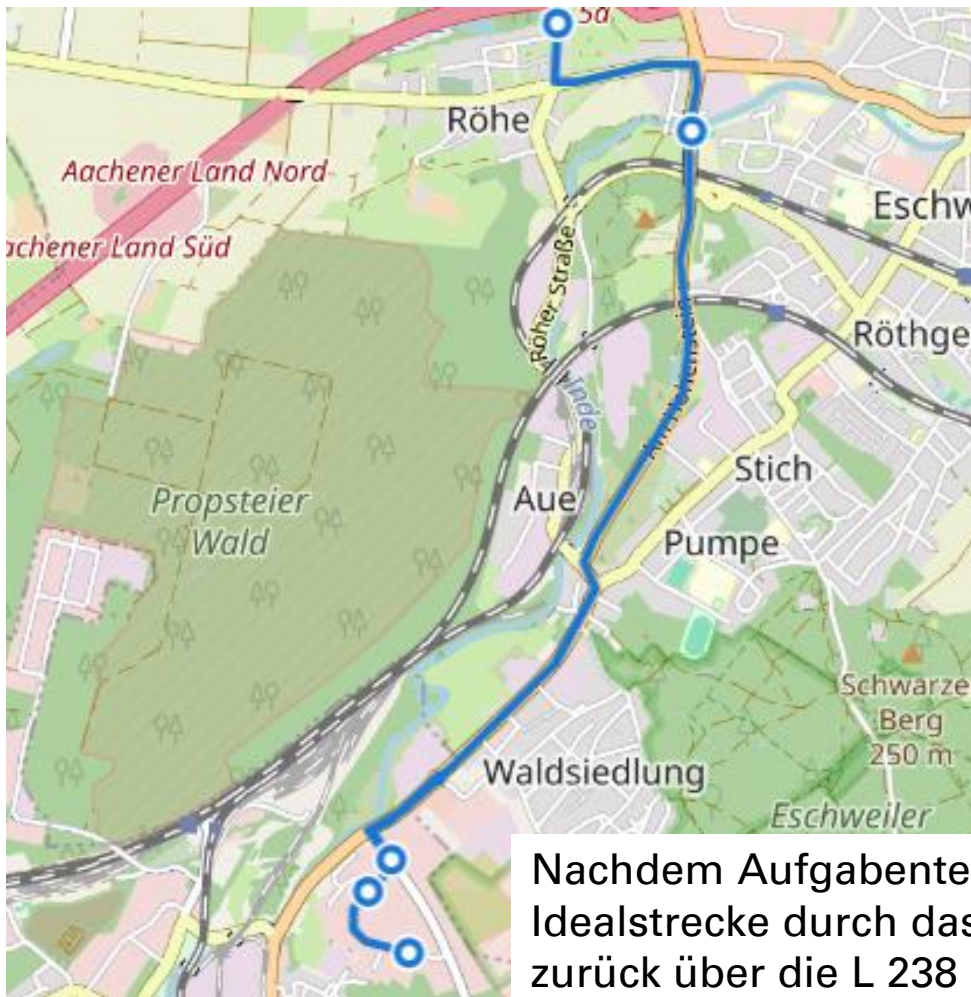 5a
Röhe
Aachener Land Nord
achener Land Süd
Eschw
Röher Straße
Röthge
Inde
Stich
Propsteier
Wald
Aue
Pumpe
Schwarze
Berg
250 m
Waldsiedlung
Eschweiler
Nachdem Aufgabente
Idealstrecke durch das
zurück über die L 238